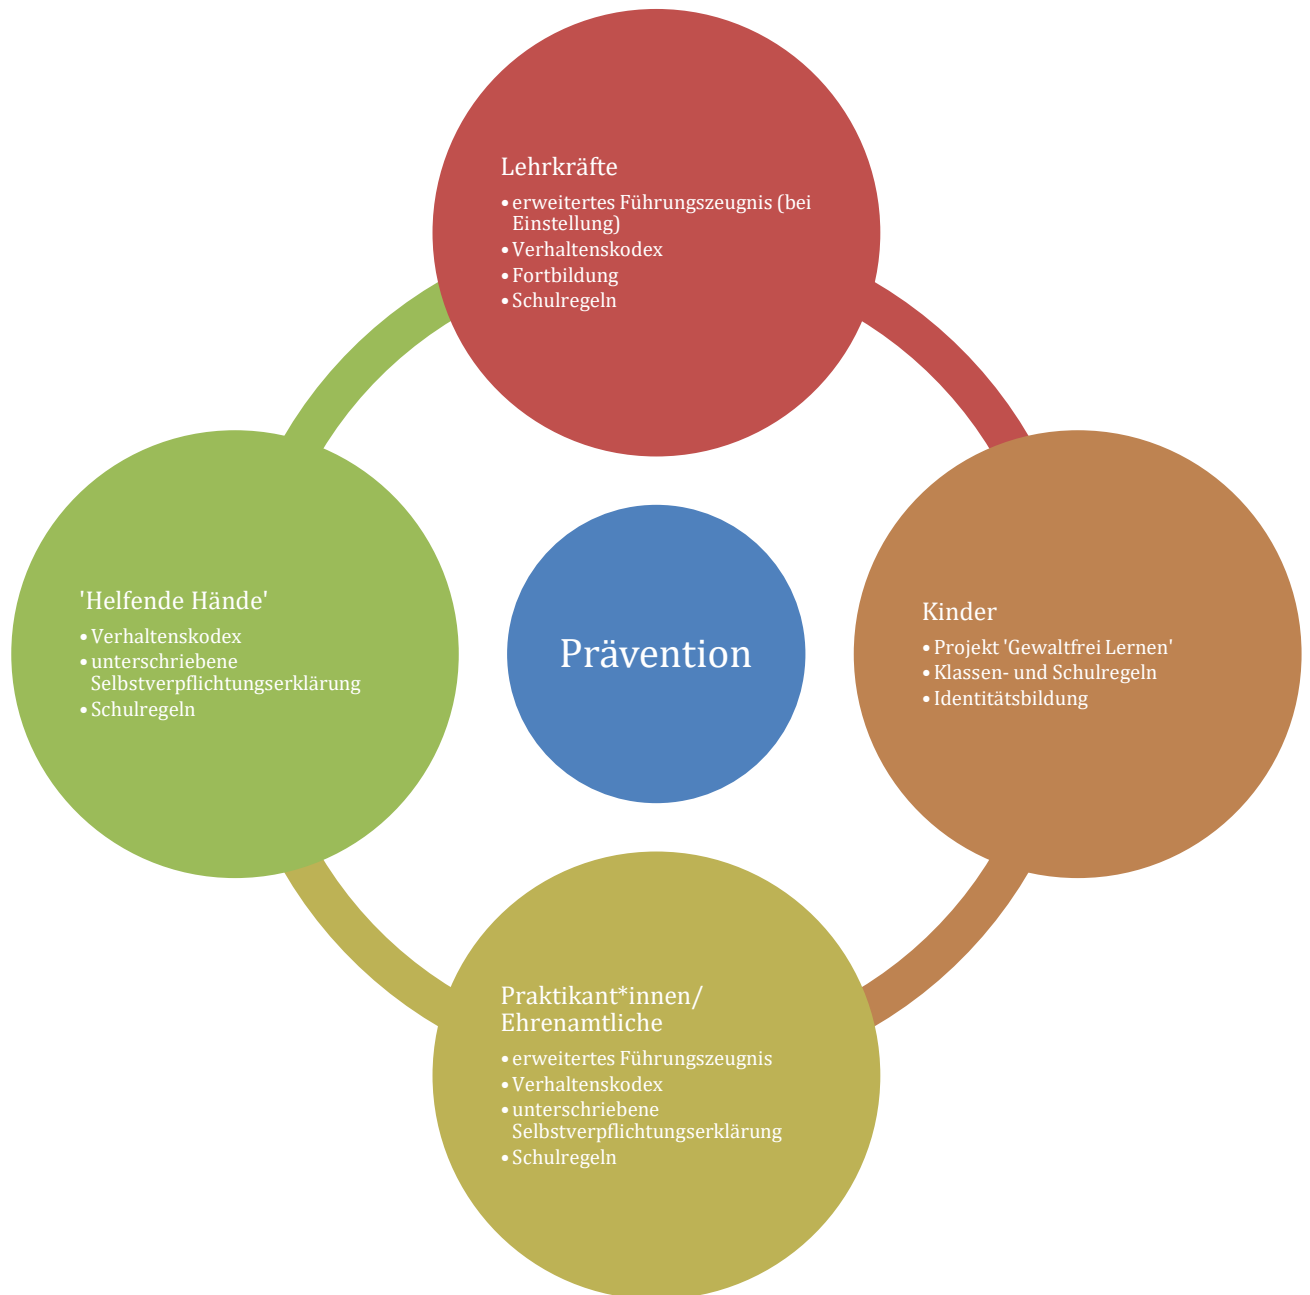 Lehrkräfte
• erweitertes Führungszeugnis (bei
Einstellung)
• Verhaltenskodex
• Fortbildung
• Schulregeln
'Helfende Hände'
• Verhaltenskodex
• unterschriebene
Selbstverpflichtungserklärung
• Schulregeln
Prävention
Kinder
• Projekt 'Gewaltfrei Lernen'
• Klassen- und Schulregeln
• Identitätsbildung
Praktikant*innen/
Ehrenamtliche
• erweitertes Führungszeugnis
• Verhaltenskodex
• unterschriebene
Selbstverpflichtungserklärung
• Schulregeln